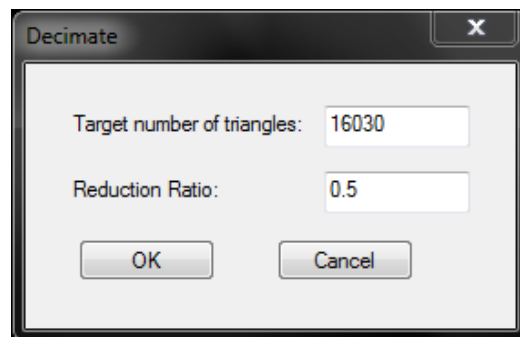 Decimate
Target number of triangles: 16030
Reduction Ratio: 0.5
OK Cancel